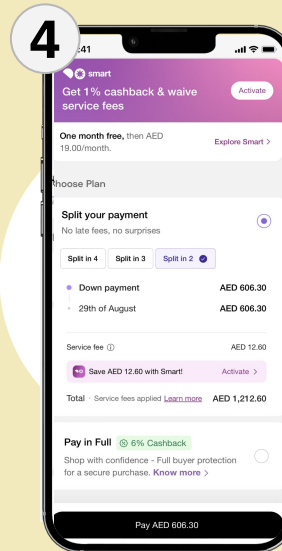 4
:41
smart
Get 1% cashback & waive
service fees
Activate
One month free, then AED
19.00/month.
Explore Smart >
hoose Plan
Split your payment
No late fees, no surprises
Split in 4
Split in 3
Split in 2
Down payment AED 606.30
29th of August AED 606.30
Service fee AED 12.60
Save AED 12.60 with Smart! Activate >
Total · Service fees applied Learn more AED 1,212.60
Pay in Full 6% Cashback
Shop with confidence - Full buyer protection
for a secure purchase. Know more >
Pay AED 606.30